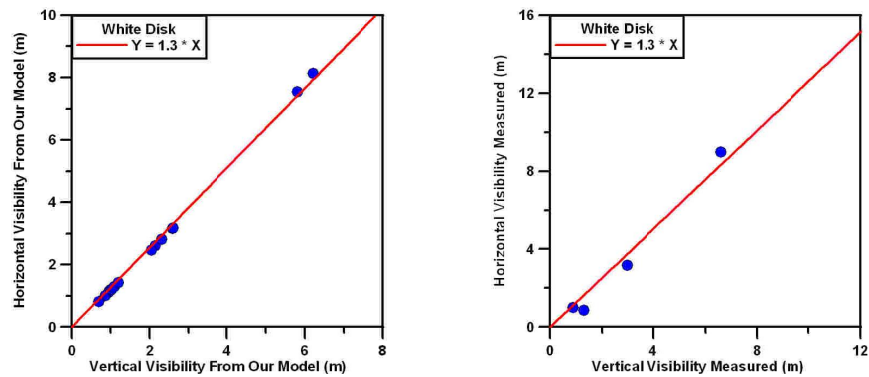 White Disk
Y = 1.3 * X
Horizontal Visibility From Our Model (m)
10
8
6
4
2
0
0 2 4 6 8
Vertical Visibility From Our Model (m)
White Disk
Y = 1.3 * X
Horizontal Visibility Measured (m)
16
12
8
4
0
0 4 8 12
Vertical Visibility Measured (m)